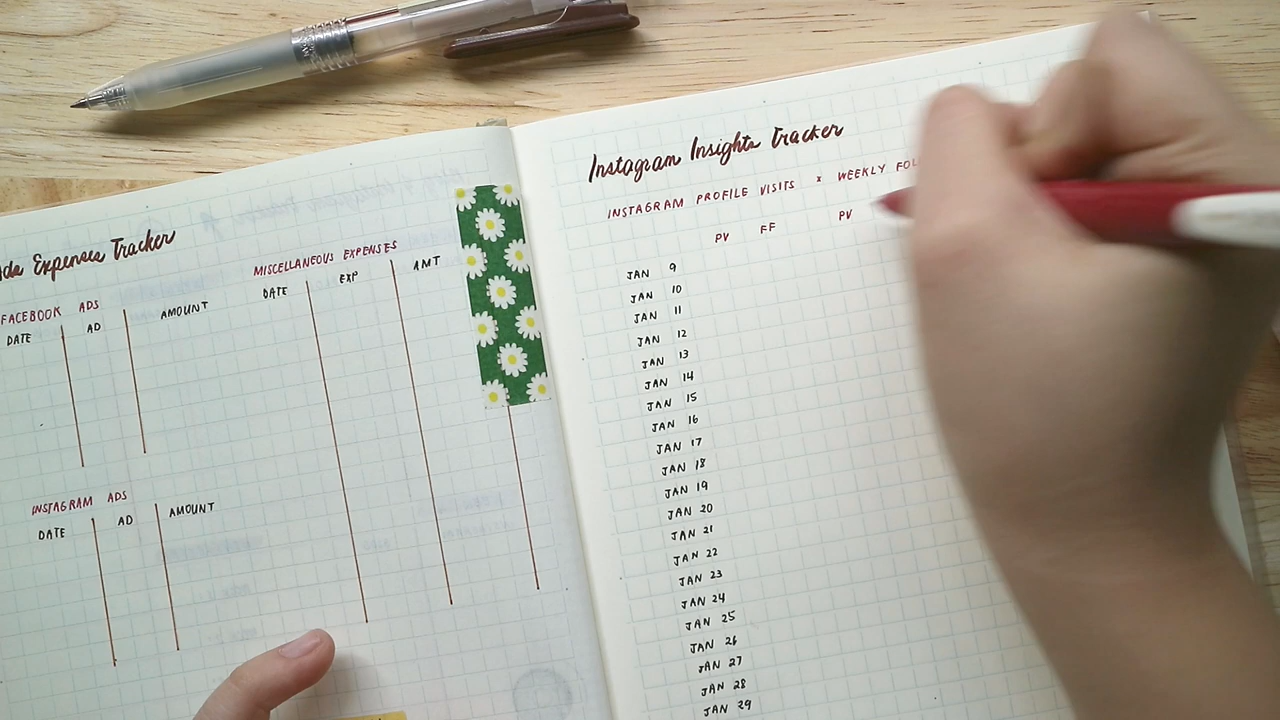 Expenses Tracker
FACEBOOK ADS
DATE AD AMOUNT
MISCELLANEOUS EXPENSES
DATE EXP AMT
INSTAGRAM ADS
DATE AD AMOUNT
Instagram Insights Tracker
INSTAGRAM PROFILE VISITS x WEEKLY
PV FF PV
JAN 9
JAN 10
JAN 11
JAN 12
JAN 13
JAN 14
JAN 15
JAN 16
JAN 17
JAN 18
JAN 19
JAN 20
JAN 21
JAN 22
JAN 23
JAN 24
JAN 25
JAN 26
JAN 27
JAN 28
JAN 29